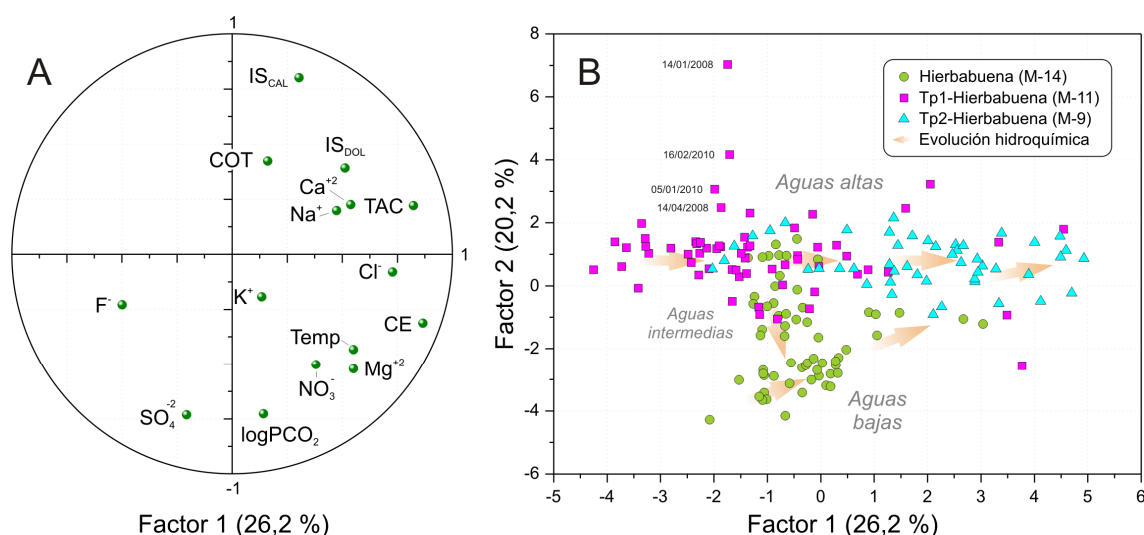 A
1
IS_CAL
COT
IS_DOL
Ca⁺²
Na⁺
TAC
1
Cl⁻
F⁻
K⁺
CE
Temp
Mg⁺²
NO₃⁻
SO₄⁻²
logPCO₂
-1
Factor 1 (26,2 %)
B
Factor 2 (20,2 %)
8
6
4
2
0
-2
-4
-6
14/01/2008
16/02/2010
05/01/2010
14/04/2008
Hierbabuena (M-14)
Tp1-Hierbabuena (M-11)
Tp2-Hierbabuena (M-9)
Evolución hidroquímica
Aguas altas
Aguas
intermedias
Aguas
bajas
-5 -4 -3 -2 -1 0 1 2 3 4 5 6
Factor 1 (26,2 %)